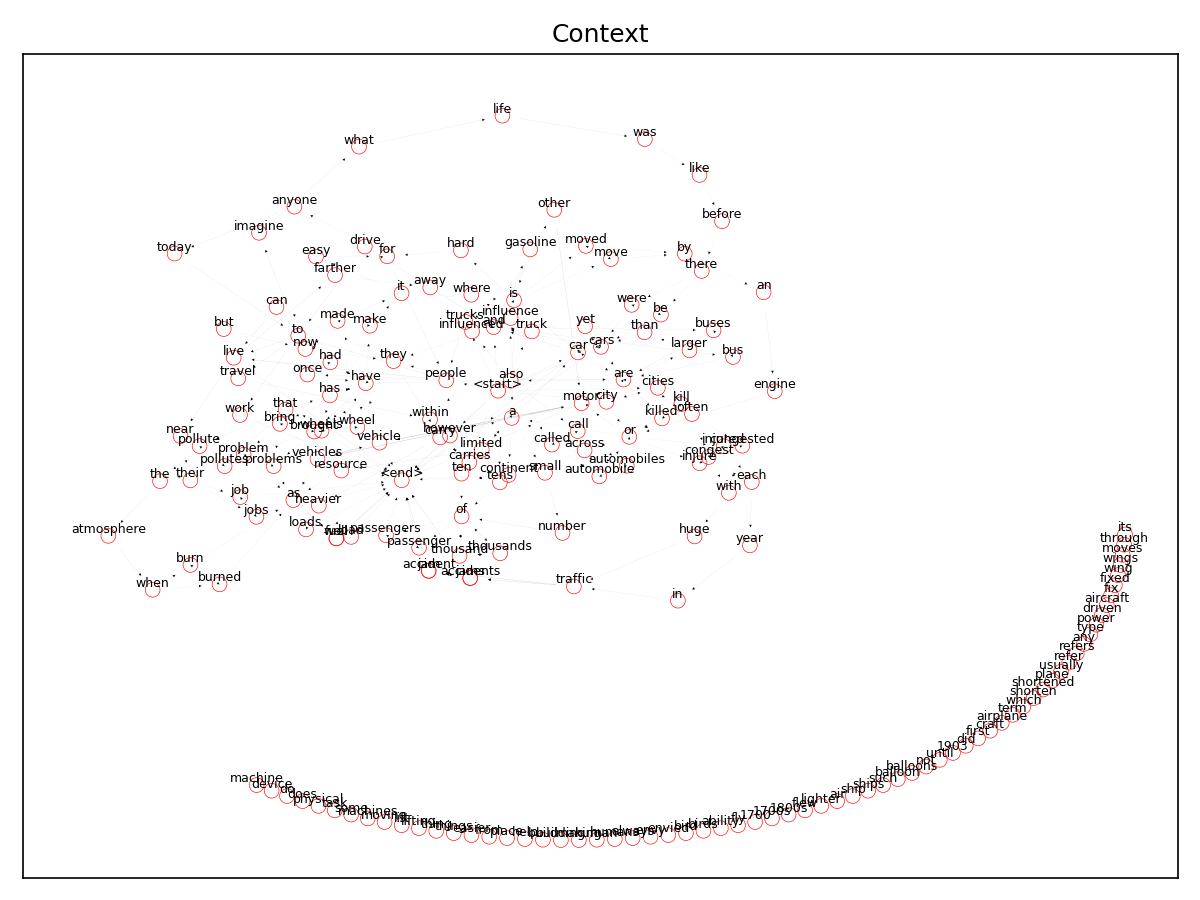 Context
life
was
what
like
anyone
other
before
imagine
today
easy
drive
for
hard
gasoline
moved
move
by
there
farther
it
away
where
is
an
can
were
be
but
to
made
make
trucks
influenced
influence
and
truck
yet
than
buses
now
live
had
they
car
cars
larger
bus
travel
once
has
have
people
also
<start>
are
cities
engine
work
that
bring
wheel
within
a
motor
city
kill
killed
often
near
pollute
vehicle
however
carry
call
or
problem
pollutes
problems
vehicles
resource
limited
carries
ten
called
across
injured
congested
congest
injure
the
their
<end>
continent
tens
small
automobile
automobiles
each
with
job
jobs
as
heavier
loads
of
number
huge
year
atmosphere
passengers
passenger
thousand
thousands
burn
burned
when
traffic
in
its
through
moves
wings
wing
fixed
fix
aircraft
driven
power
type
any
refers
refer
usually
plane
shortened
shorten
which
term
airplane
craft
first
did
1903
until
not
balloons
balloon
such
ships
ship
air
lighter
flew
1800s
1700s
1700
machine
device
do
does
physical
task
some
machines
moving
lifting
ability